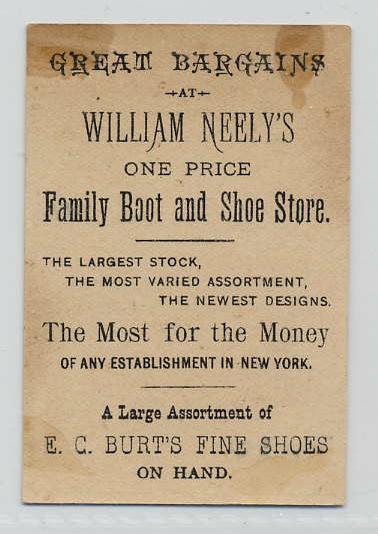 GREAT BARGAINS
AT
WILLIAM NEELY'S
ONE PRICE
Family Boot and Shoe Store.
THE LARGEST STOCK,
THE MOST VARIED ASSORTMENT,
THE NEWEST DESIGNS.
The Most for the Money
OF ANY ESTABLISHMENT IN NEW YORK.
A Large Assortment of
E. C. BURT'S FINE SHOES
ON HAND.